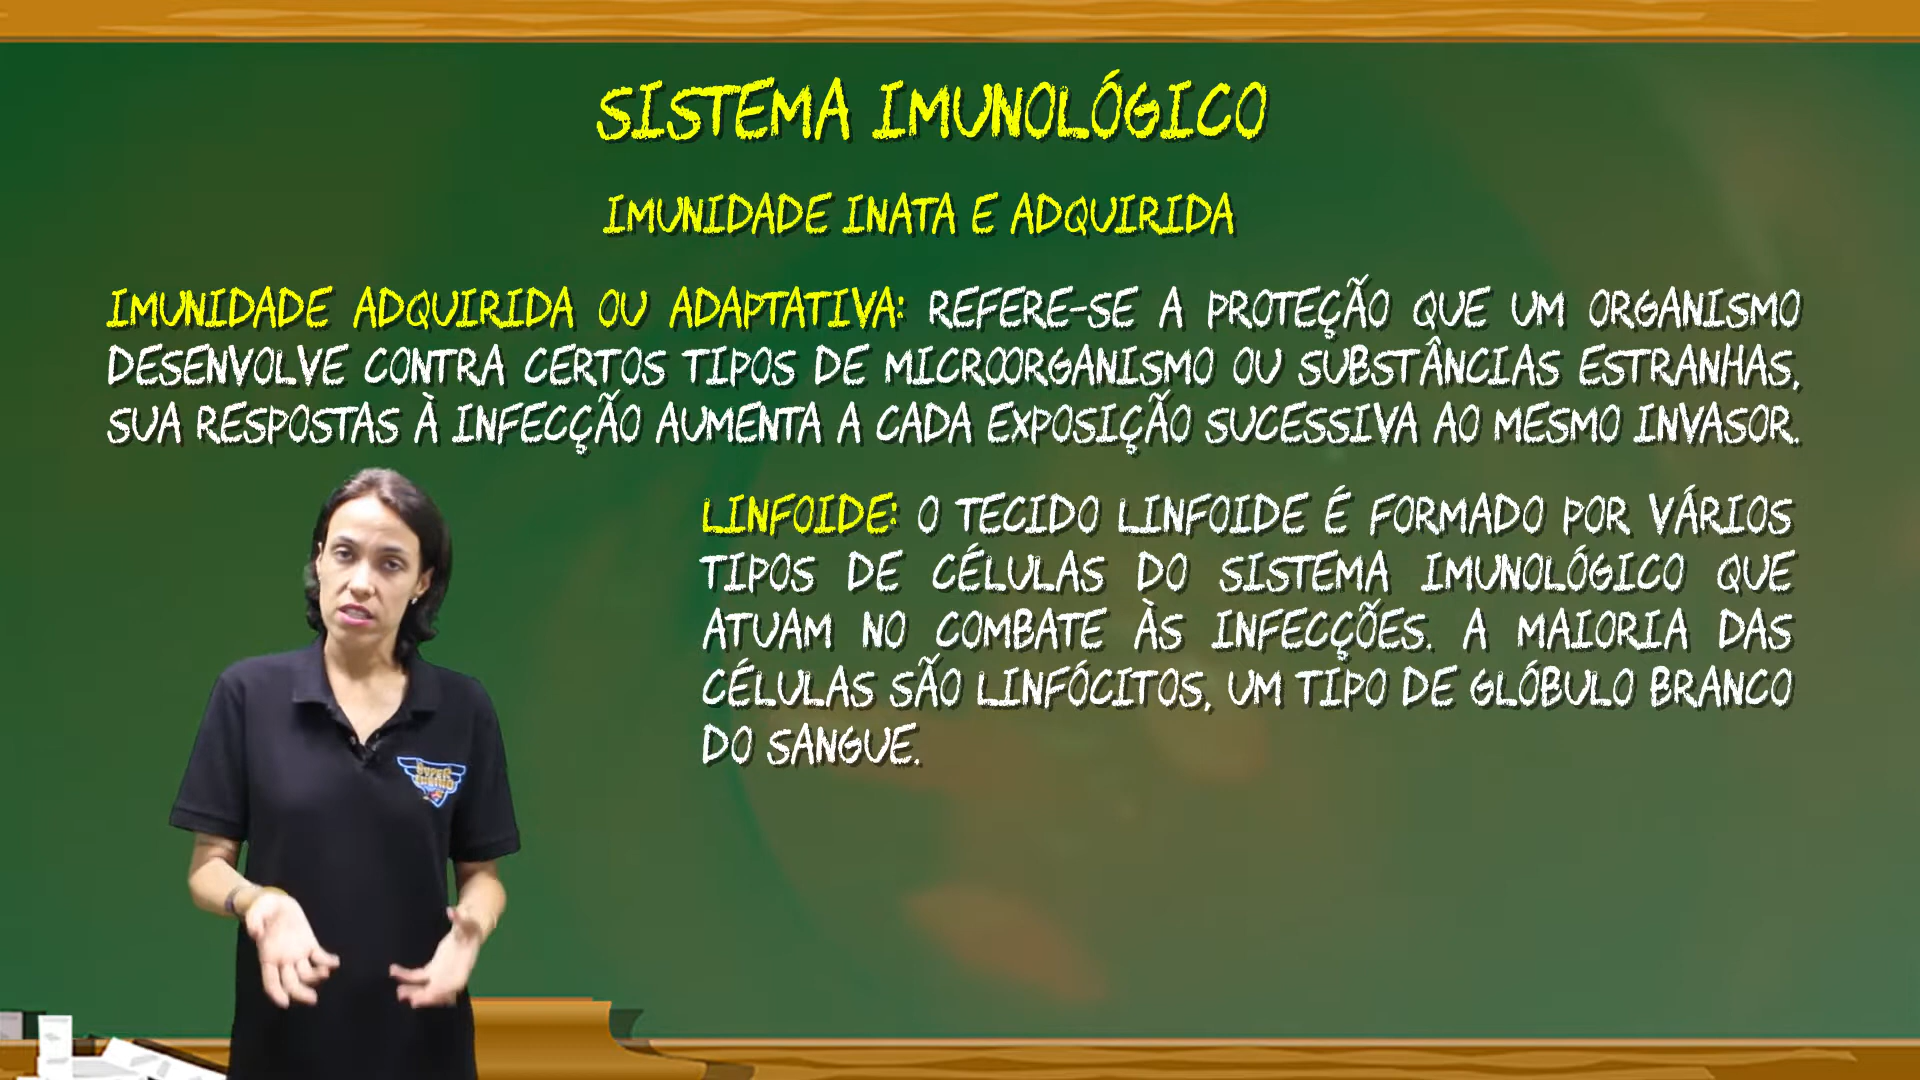 SISTEMA IMUNOLÓGICO
IMUNIDADE INATA E ADQUIRIDA
IMUNIDADE ADQUIRIDA OU ADAPTATIVA: REFERE-SE A PROTEÇÃO QUE UM ORGANISMO
DESENVOLVE CONTRA CERTOS TIPOS DE MICROORGANISMO OU SUBSTÂNCIAS ESTRANHAS,
SUA RESPOSTAS À INFECÇÃO AUMENTA A CADA EXPOSIÇÃO SUCESSIVA AO MESMO INVASOR.
LINFOIDE: O TECIDO LINFOIDE É FORMADO POR VÁRIOS
TIPOS DE CÉLULAS DO SISTEMA IMUNOLÓGICO QUE
ATUAM NO COMBATE ÀS INFECÇÕES. A MAIORIA DAS
CÉLULAS SÃO LINFÓCITOS, UM TIPO DE GLÓBULO BRANCO
DO SANGUE.